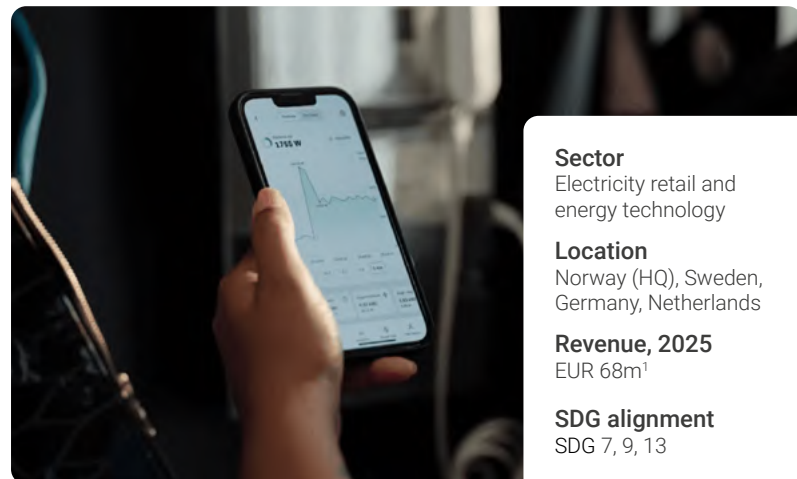 1755 W
Sector
Electricity retail and
energy technology
Location
Norway (HQ), Sweden,
Germany, Netherlands
Revenue, 2025
EUR 68m¹
SDG alignment
SDG 7, 9, 13